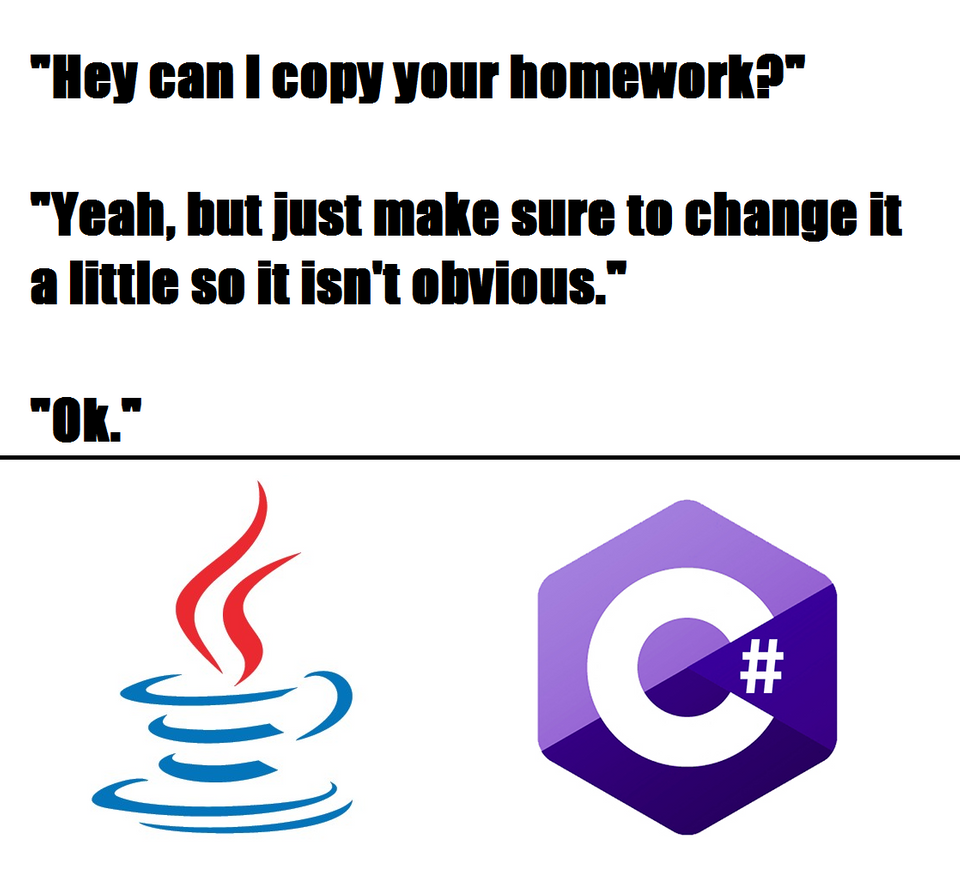 "Hey can I copy your homework?"
"Yeah, but just make sure to change it
a little so it isn't obvious."
"Ok."
C#